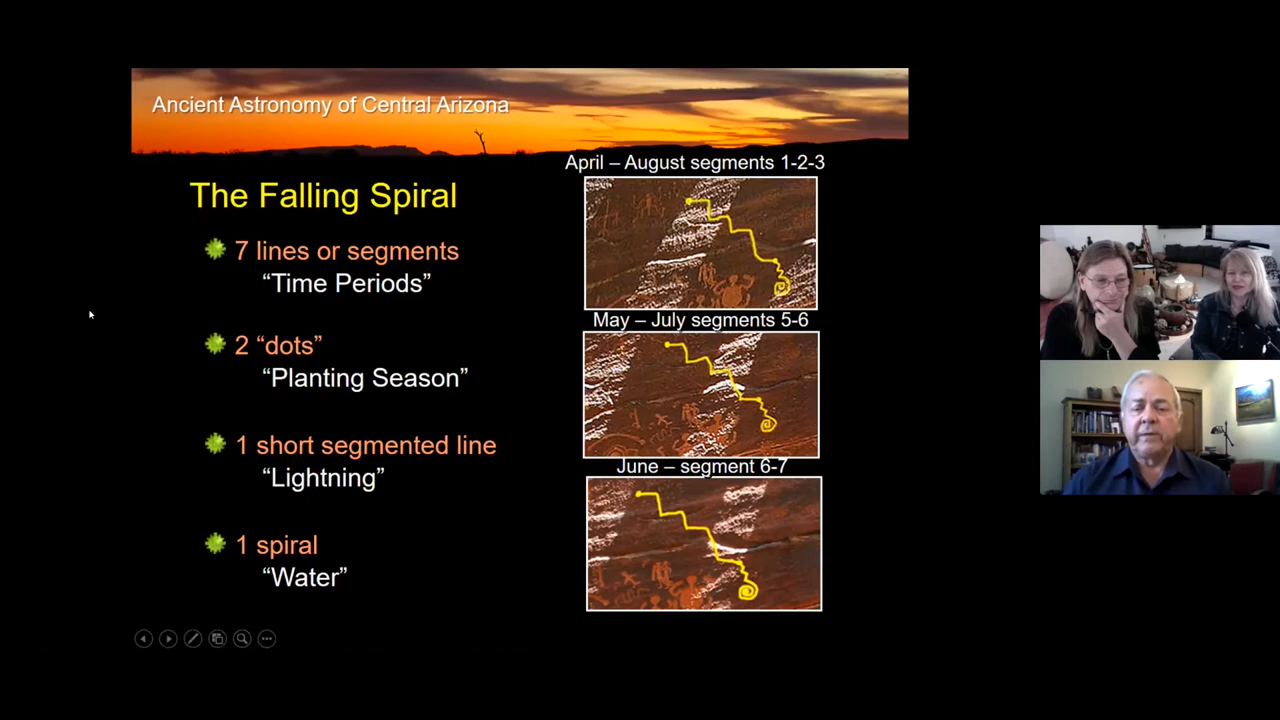 Ancient Astronomy of Central Arizona
The Falling Spiral
7 lines or segments
“Time Periods”
2 “dots”
“Planting Season”
1 short segmented line
“Lightning”
1 spiral
“Water”
April – August segments 1-2-3
May – July segments 5-6
June – segment 6-7